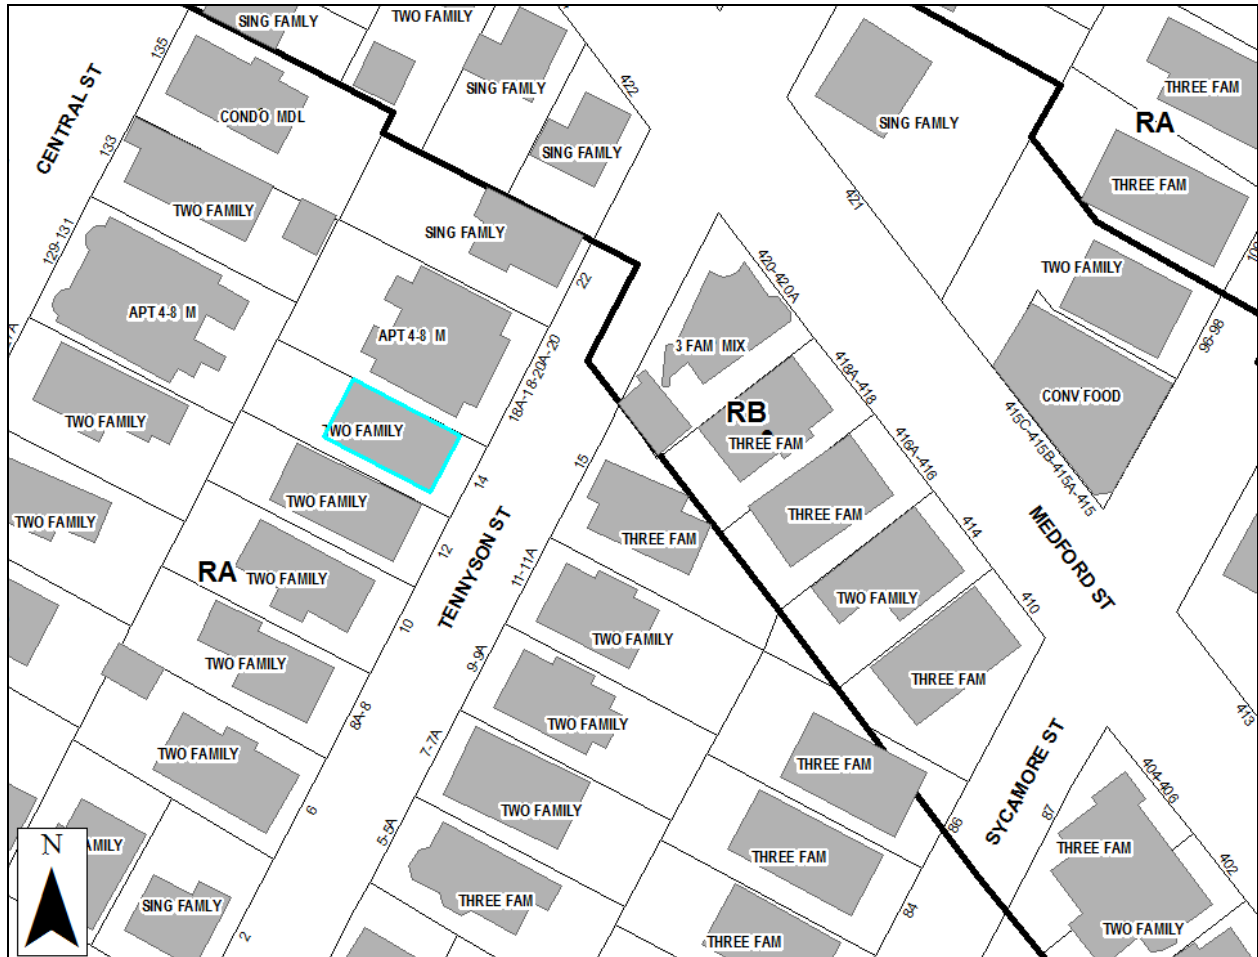 SING FAMLY
TWO FAMILY
135
CENTRAL ST
CONDO MDL
SING FAMLY
422
THREE FAM
RA
SING FAMLY
SING FAMLY
133
THREE FAM
TWO FAMILY
421
129-131
SING FAMLY
22
420-420A
TWO FAMILY
APT 4-8 M
APT 4-8 M
3 FAM MIX
96-98
18A-18-20A-20
418A-418
CONV FOOD
TWO FAMILY
RB
THREE FAM
415C-415B-415A-415
416A-416
15
14
TWO FAMILY
TWO FAMILY
THREE FAM
TWO FAMILY
414
THREE FAM
12
TENNYSON ST
MEDFORD ST
11-11A
RA
TWO FAMILY
TWO FAMILY
410
10
TWO FAMILY
9-9A
TWO FAMILY
THREE FAM
8A-8
TWO FAMILY
413
7-7A
TWO FAMILY
THREE FAM
SYCAMORE ST
404-406
6
TWO FAMILY
87
86
5-5A
N
AMILY
THREE FAM
THREE FAM
402
SING FAMLY
THREE FAM
84
2
THREE FAM
TWO FAMILY